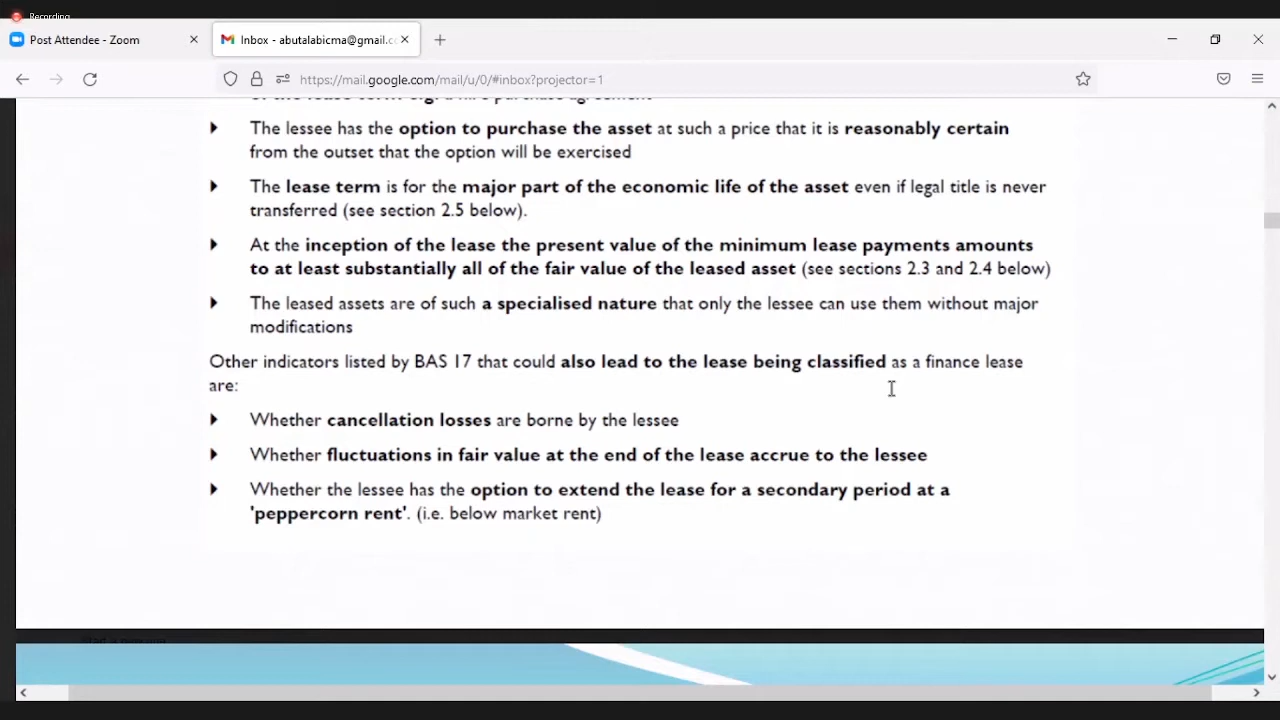 Recording
Post Attendee - Zoom
Inbox - abutalabicma@gmail.c
https://mail.google.com/mail/u/0/#inbox?projector=1
The lessee has the option to purchase the asset at such a price that it is reasonably certain
from the outset that the option will be exercised
The lease term is for the major part of the economic life of the asset even if legal title is never
transferred (see section 2.5 below).
At the inception of the lease the present value of the minimum lease payments amounts
to at least substantially all of the fair value of the leased asset (see sections 2.3 and 2.4 below)
The leased assets are of such a specialised nature that only the lessee can use them without major
modifications
Other indicators listed by BAS 17 that could also lead to the lease being classified as a finance lease
are:
Whether cancellation losses are borne by the lessee
Whether fluctuations in fair value at the end of the lease accrue to the lessee
Whether the lessee has the option to extend the lease for a secondary period at a
'peppercorn rent'. (i.e. below market rent)